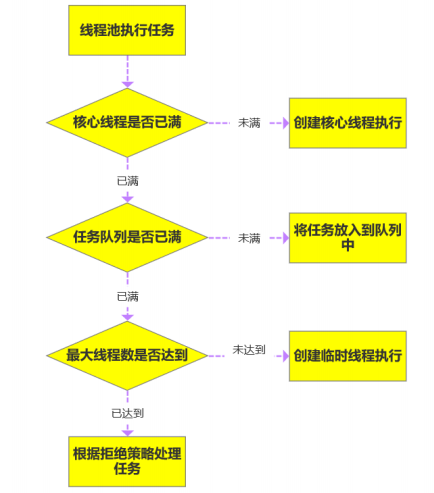 线程池执行任务
核心线程是否已满
未满
创建核心线程执行
已满
任务队列是否已满
未满
将任务放入到队列
中
已满
最大线程数是否达到
未达到
创建临时线程执行
已达到
根据拒绝策略处理
任务